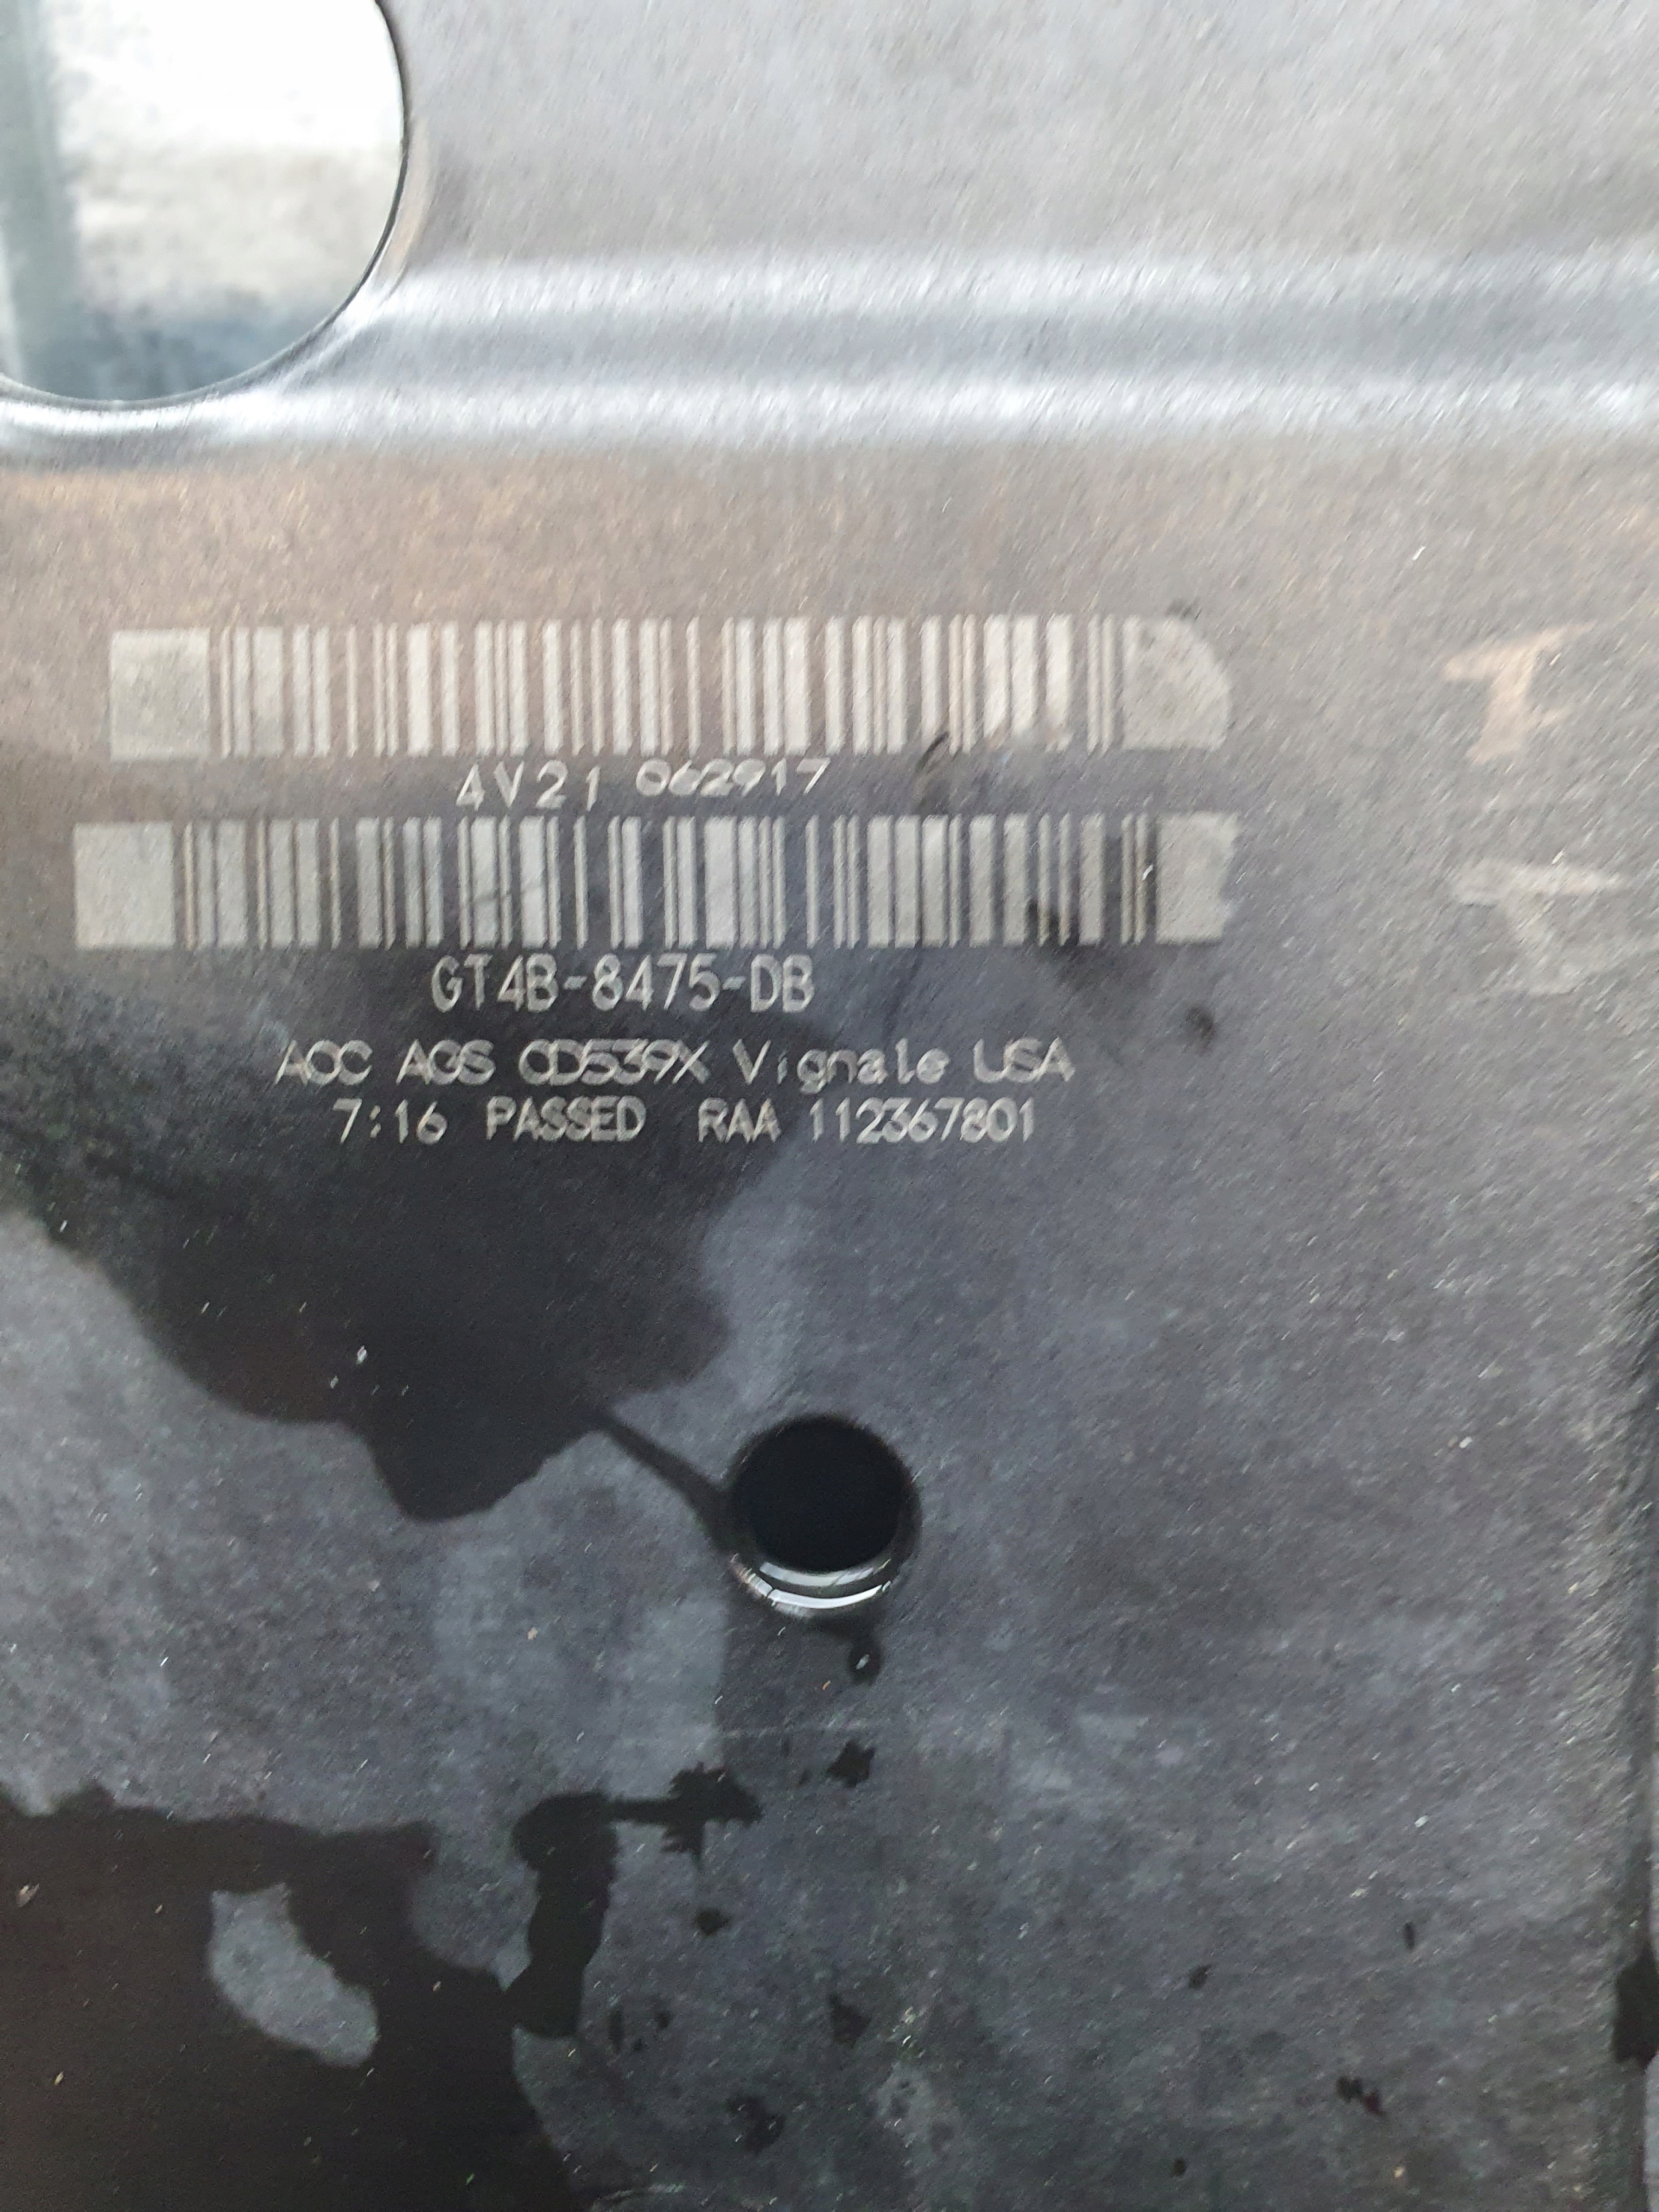 4V21 062917
GT4B-8475-DB
AOC AGS CD539X Vignale USA
7:16 PASSED RAA 112367801